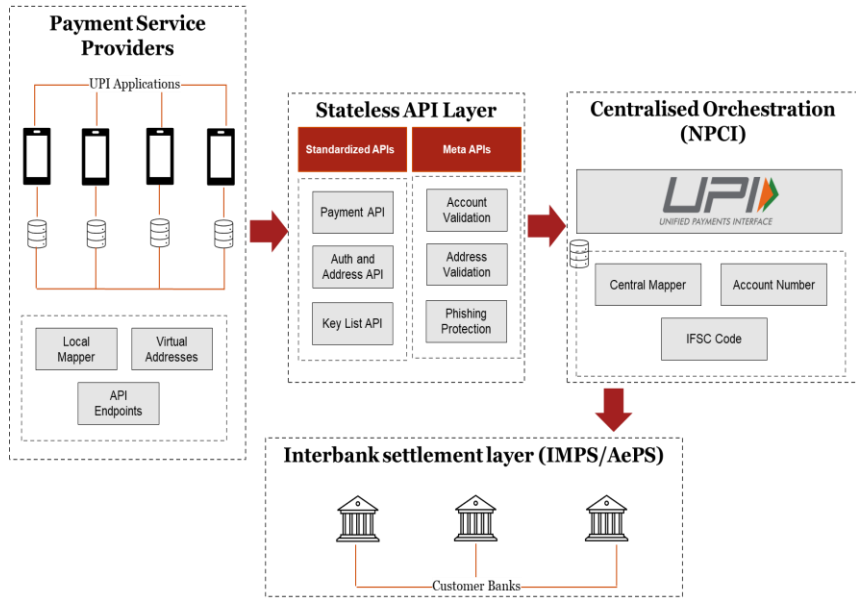 Payment Service
Providers
UPI Applications
Local
Mapper
Virtual
Addresses
API
Endpoints
Stateless API Layer
Standardized APIs
Meta APIs
Payment API
Account
Validation
Auth and
Address API
Address
Validation
Key List API
Phishing
Protection
Centralised Orchestration
(NPCI)
UPI
UNIFIED PAYMENTS INTERFACE
Central Mapper
Account Number
IFSC Code
Interbank settlement layer (IMPS/AePS)
Customer Banks